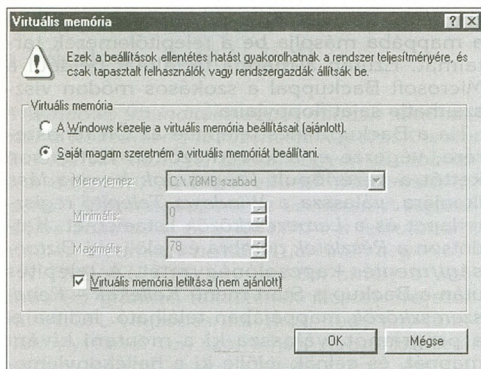 Virtuális memória
Ezek a beállítások ellentétes hatást gyakorolhatnak a rendszer teljesítményére, és
csak tapasztalt felhasználók vagy rendszergazdák állítsák be.
Virtuális memória
A Windows kezelje a virtuális memória beállításait (ajánlott).
Saját magam szeretném a virtuális memóriát beállítani.
Merevlemez: C:\ 78MB szabad
Minimális: 0
Maximális: 78
Virtuális memória letiltása (nem ajánlott)
OK Mégse